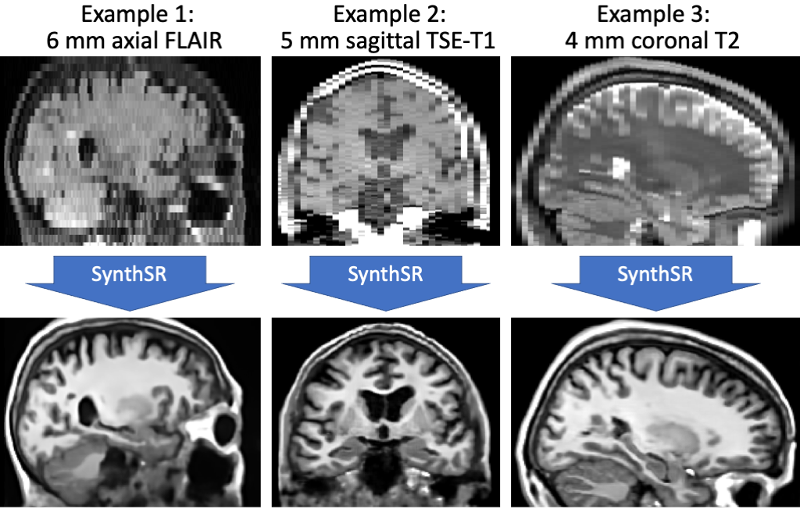 Example 1:
6 mm axial FLAIR
Example 2:
5 mm sagittal TSE-T1
Example 3:
4 mm coronal T2
SynthSR
SynthSR
SynthSR